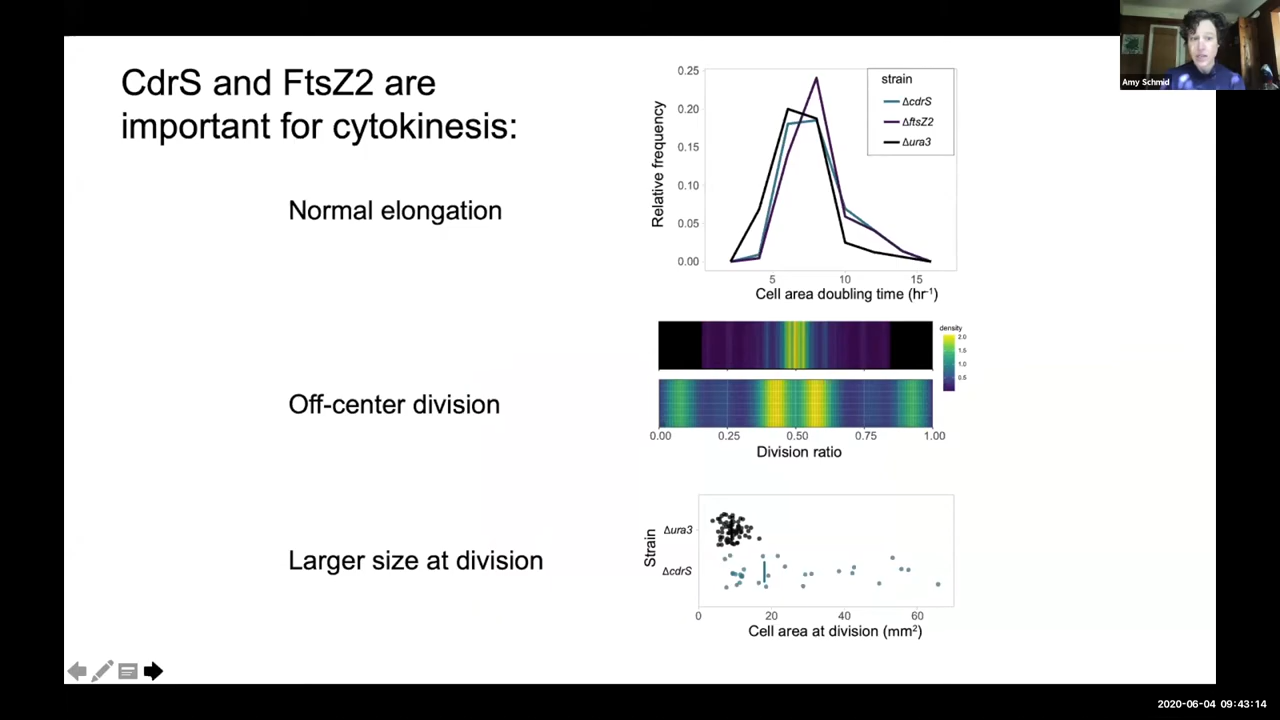 CdrS and FtsZ2 are
important for cytokinesis:
Normal elongation
Off-center division
Larger size at division
Relative frequency
0.25
0.20
0.15
0.10
0.05
0.00
5 10 15
Cell area doubling time (hr⁻¹)
strain
ΔcdrS
ΔftsZ2
Δura3
density
2.0
1.5
1.0
0.5
0.00 0.25 0.50 0.75 1.00
Division ratio
Strain
Δura3
ΔcdrS
0 20 40 60
Cell area at division (mm²)
Amy Schmid
2020-06-04 09:43:14